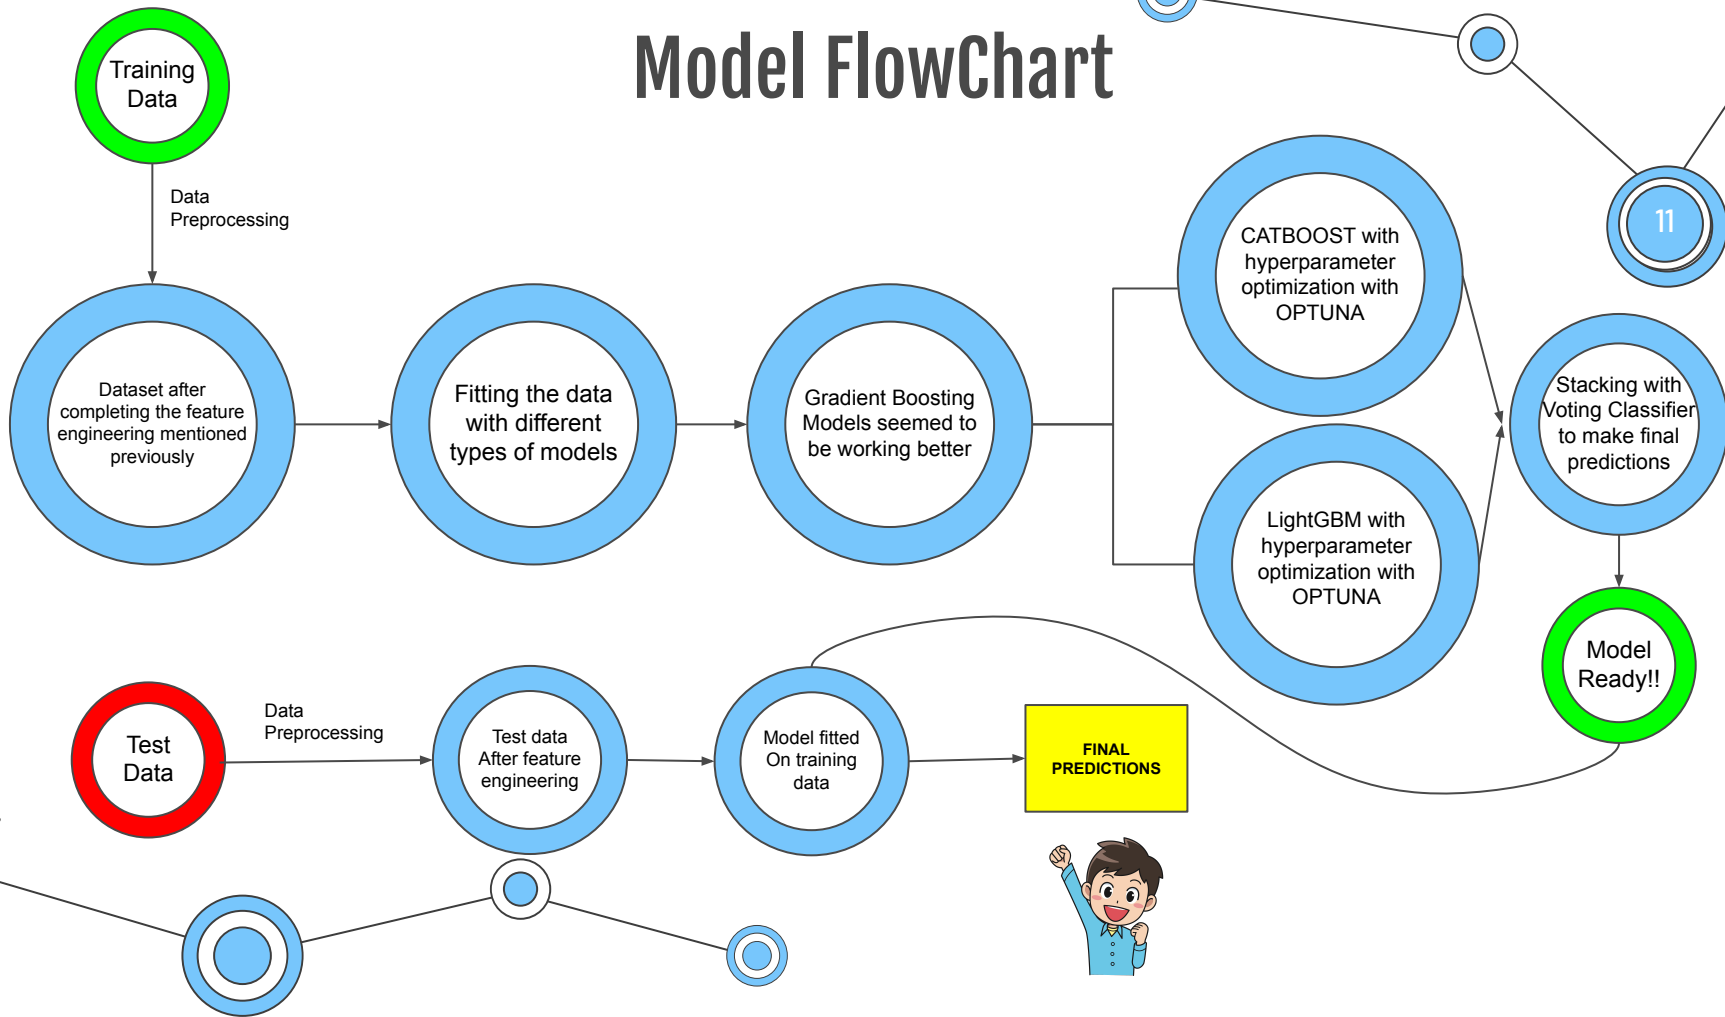 Model FlowChart
Training
Data
Data
Preprocessing
11
Dataset after
completing the feature
engineering mentioned
previously
Fitting the data
with different
types of models
Gradient Boosting
Models seemed to
be working better
CATBOOST with
hyperparameter
optimization with
OPTUNA
LightGBM with
hyperparameter
optimization with
OPTUNA
Stacking with
Voting Classifier
to make final
predictions
Model
Ready!!
Test
Data
Data
Preprocessing
Test data
After feature
engineering
Model fitted
On training
data
FINAL
PREDICTIONS